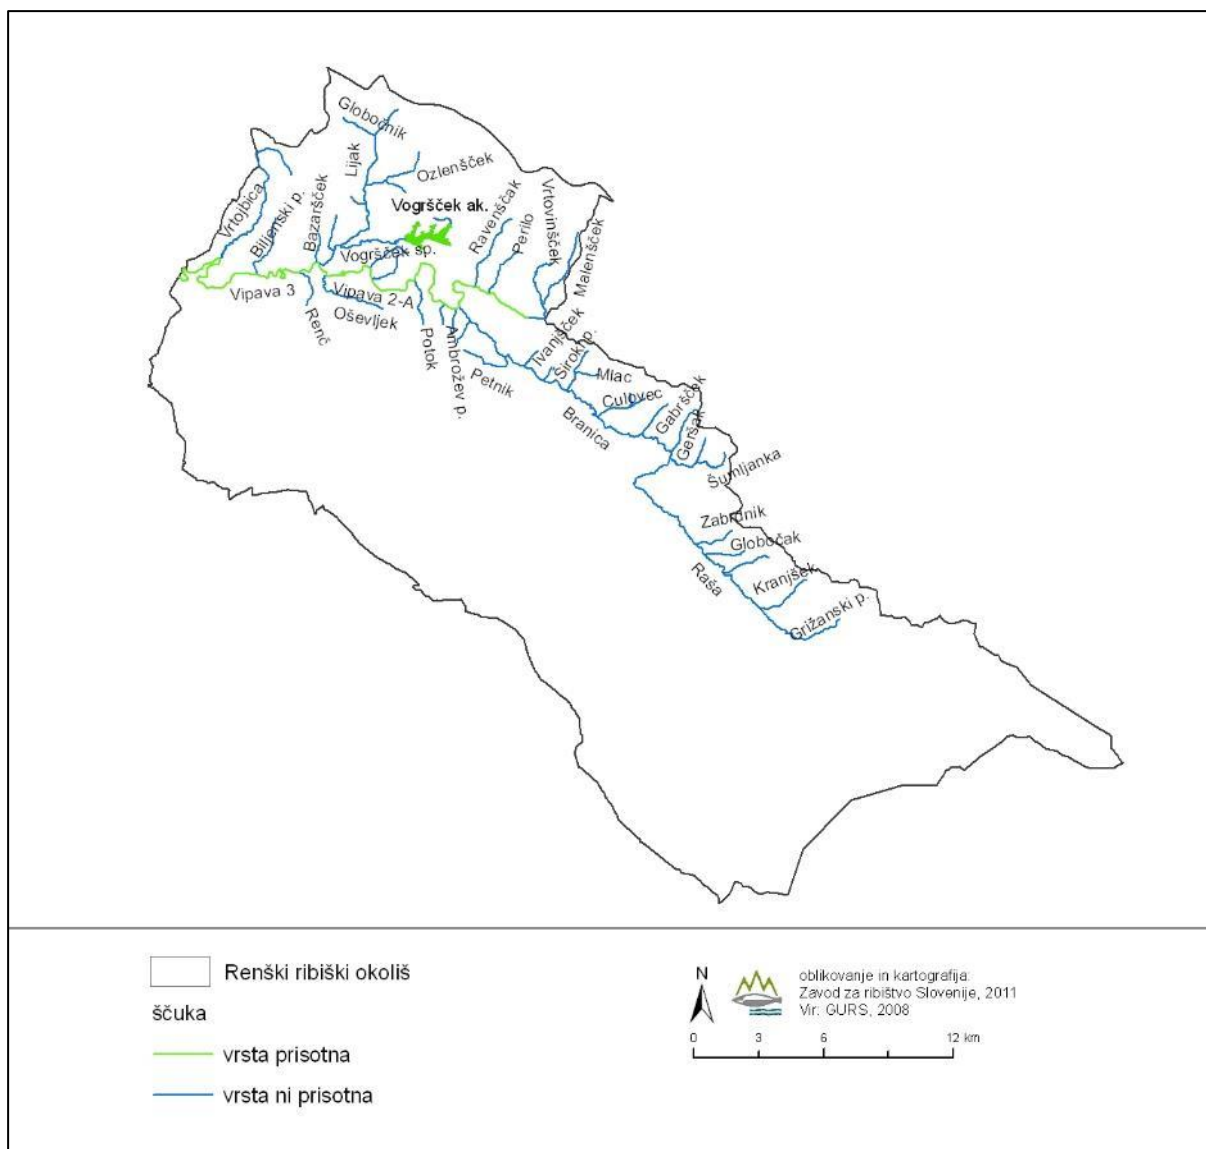 Globočnik
Lijak
Ozlenšček
Vrtojbica
Biljenski p.
Bazaršček
Vogršček ak.
Vogršček sp.
Ravenščak
Perilo
Vrtovinšček
Malenšček
Vipava 3
Vipava 2-A
Renč
Oševljek
Potok
Ambrožev p.
Petnik
Ivanjšček
Široki p.
Mlac
Culovec
Branica
Gabršček
Geršak
Šumljanka
Zabrdnik
Globočak
Raša
Kranjšek
Grižanski p.
Renški ribiški okoliš
ščuka
vrsta prisotna
vrsta ni prisotna
N
oblikovanje in kartografija:
Zavod za ribištvo Slovenije, 2011
Vir: GURS, 2008
0 3 6 12 km